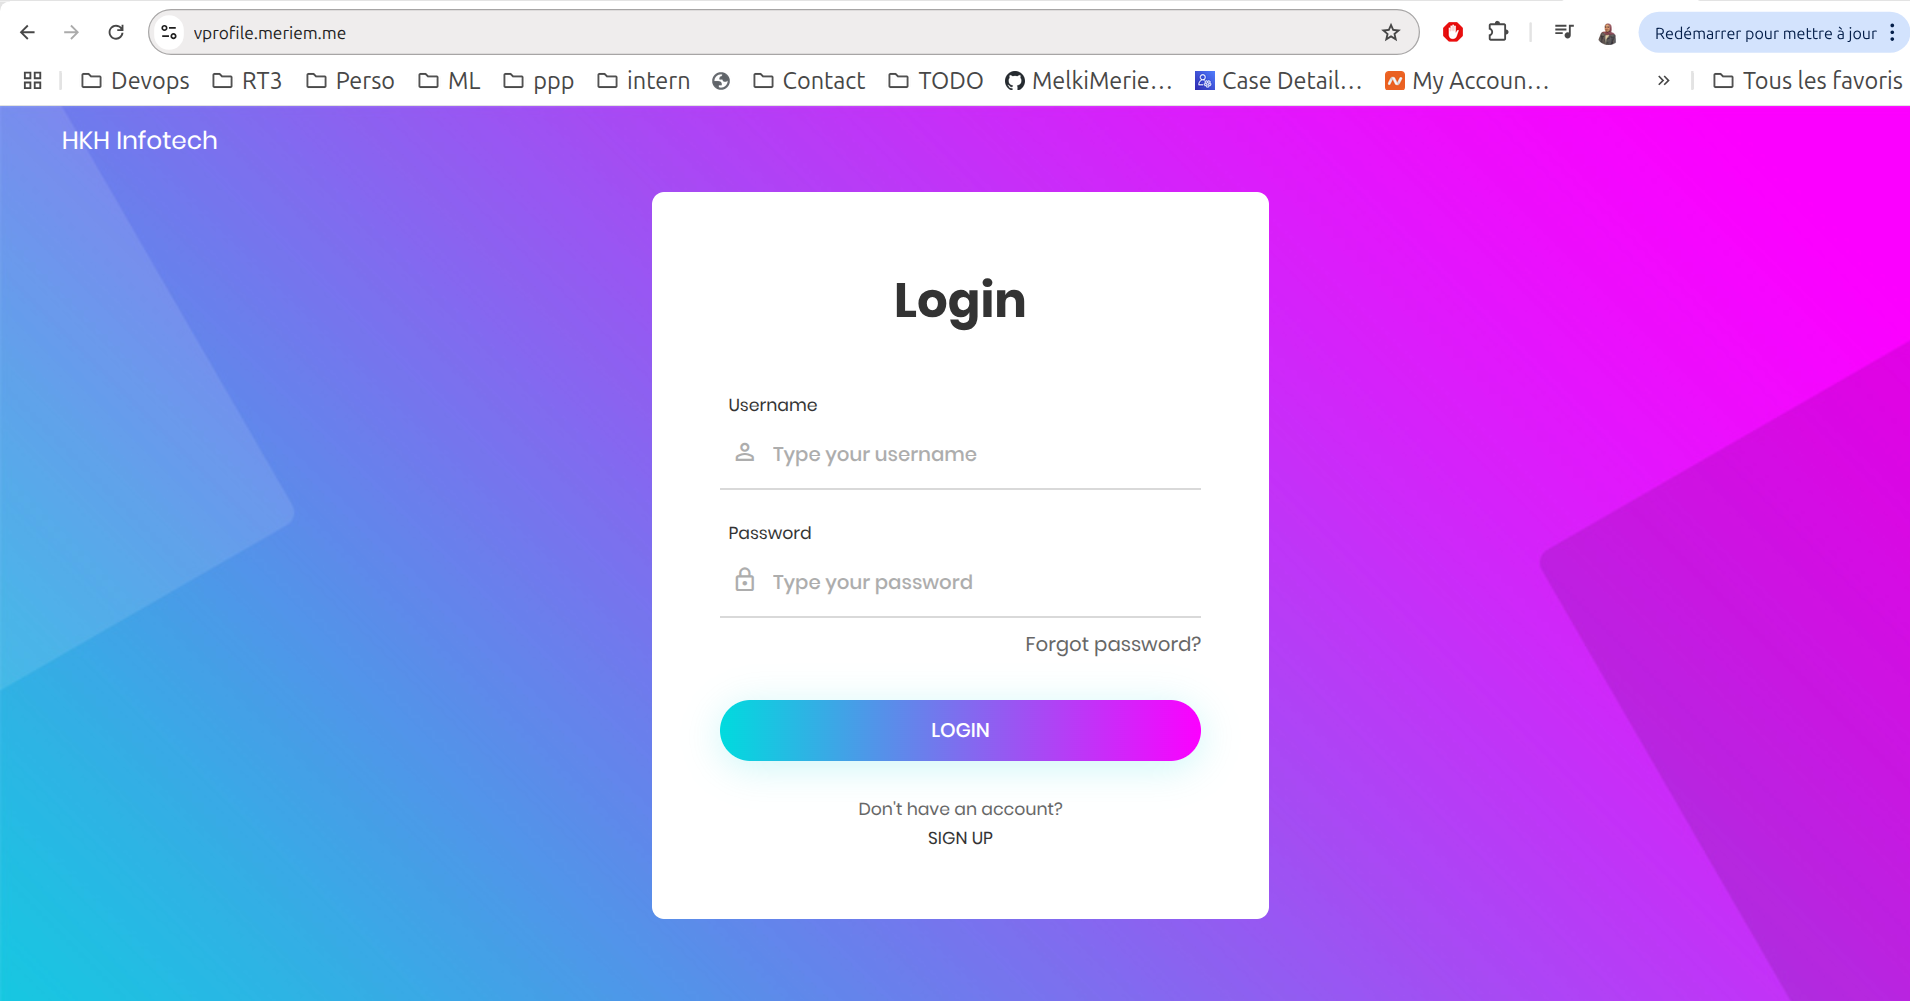 vprofile.meriem.me
Redémarrer pour mettre à jour
Devops RT3 Perso ML ppp intern Contact TODO MelkiMerie... Case Detail... My Accoun... » Tous les favoris
HKH Infotech
Login
Username
Type your username
Password
Type your password
Forgot password?
LOGIN
Don't have an account?
SIGN UP